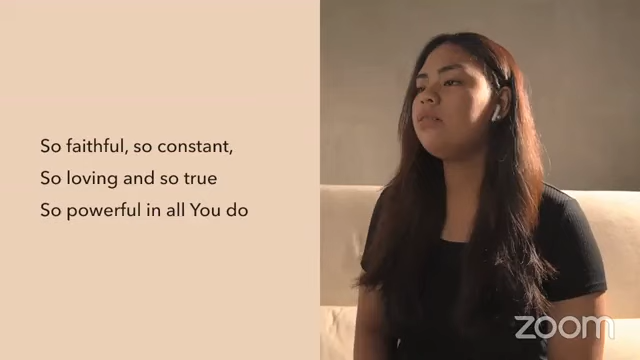 So faithful, so constant,
So loving and so true
So powerful in all You do
zoom